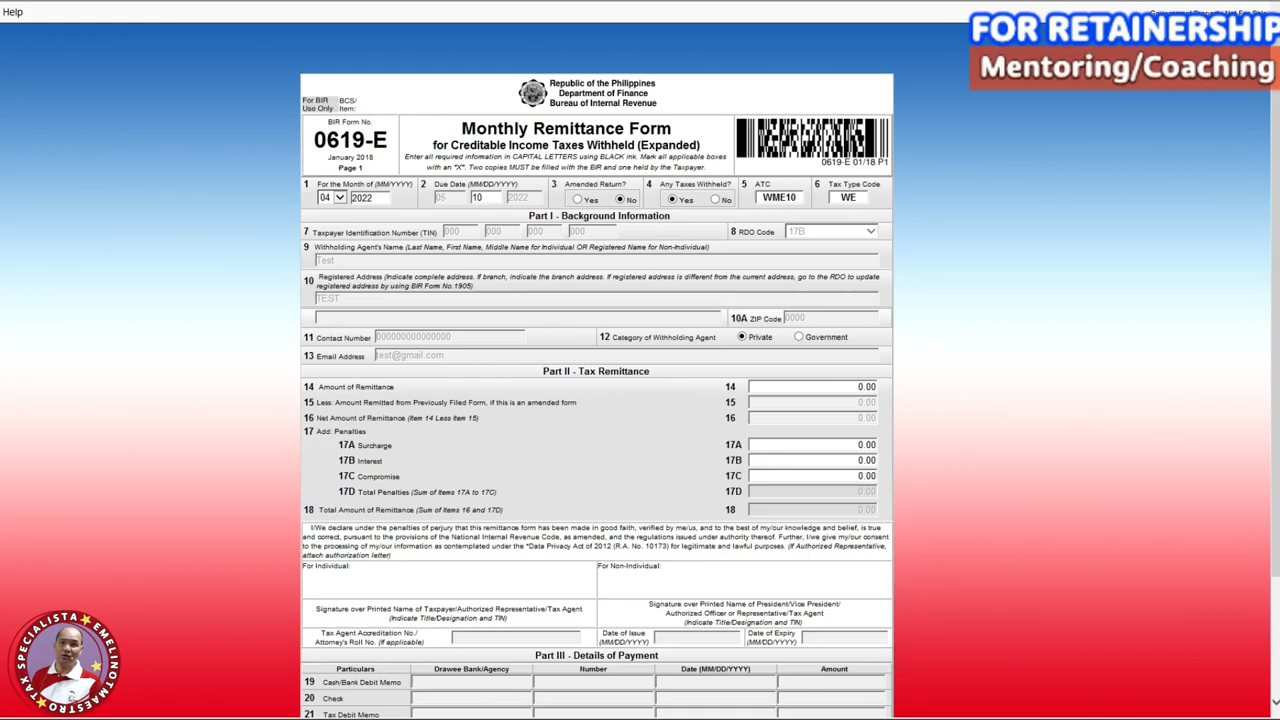 Help
FOR RETAINERSHIP
Mentoring/Coaching
Republic of the Philippines
Department of Finance
Bureau of Internal Revenue
For BIR Use Only
BCS/ Item:
BIR Form No.
0619-E
January 2018
Page 1
Monthly Remittance Form
for Creditable Income Taxes Withheld (Expanded)
Enter all required information in CAPITAL LETTERS using BLACK ink. Mark all applicable boxes
with an "X". Two copies MUST be filled with the BIR and one held by the Taxpayer.
0619-E 01/18 P1
1 For the Month of (MM/YYYY) 2 Due Date (MM/DD/YYYY) 3 Amended Return? 4 Any Taxes Withheld? 5 ATC 6 Tax Type Code
04 2022 05 10 2022 Yes No Yes No WME10 WE
Part I - Background Information
7 Taxpayer Identification Number (TIN) 000 000 000 000 8 RDO Code 17B
9 Withholding Agent's Name (Last Name, First Name, Middle Name for Individual OR Registered Name for Non-Individual)
Test
10 Registered Address (Indicate complete address. If branch, indicate the branch address. If registered address is different from the current address, go to the RDO to update
registered address by using BIR Form No.1905)
TEST
10A ZIP Code 0000
11 Contact Number 00000000000000 12 Category of Withholding Agent Private Government
13 Email Address test@gmail.com
Part II - Tax Remittance
14 Amount of Remittance 14 0.00
15 Less: Amount Remitted from Previously Filed Form, if this is an amended form 15 0.00
16 Net Amount of Remittance (Item 14 Less Item 15) 16 0.00
17 Add: Penalties
17A Surcharge 17A 0.00
17B Interest 17B 0.00
17C Compromise 17C 0.00
17D Total Penalties (Sum of Items 17A to 17C) 17D 0.00
18 Total Amount of Remittance (Sum of Items 16 and 17D) 18 0.00
I/We declare under the penalties of perjury that this remittance form has been made in good faith, verified by me/us, and to the best of my/our knowledge and belief, is true
and correct, pursuant to the provisions of the National Internal Revenue Code, as amended, and the regulations issued under authority thereof. Further, I/we give my/our consent
to the processing of my/our information as contemplated under the *Data Privacy Act of 2012 (R.A. No. 10173) for legitimate and lawful purposes. (If Authorized Representative,
attach authorization letter)
For Individual: For Non-Individual:
Signature over Printed Name of Taxpayer/Authorized Representative/Tax Agent
(Indicate Title/Designation and TIN)
Signature over Printed Name of President/Vice President/
Authorized Officer or Representative/Tax Agent
(Indicate Title/Designation and TIN)
Tax Agent Accreditation No./
Attorney's Roll No. (If applicable)
Date of Issue
(MM/DD/YYYY)
Date of Expiry
(MM/DD/YYYY)
Part III - Details of Payment
Particulars Drawee Bank/Agency Number Date (MM/DD/YYYY) Amount
19 Cash/Bank Debit Memo
20 Check
21 Tax Debit Memo